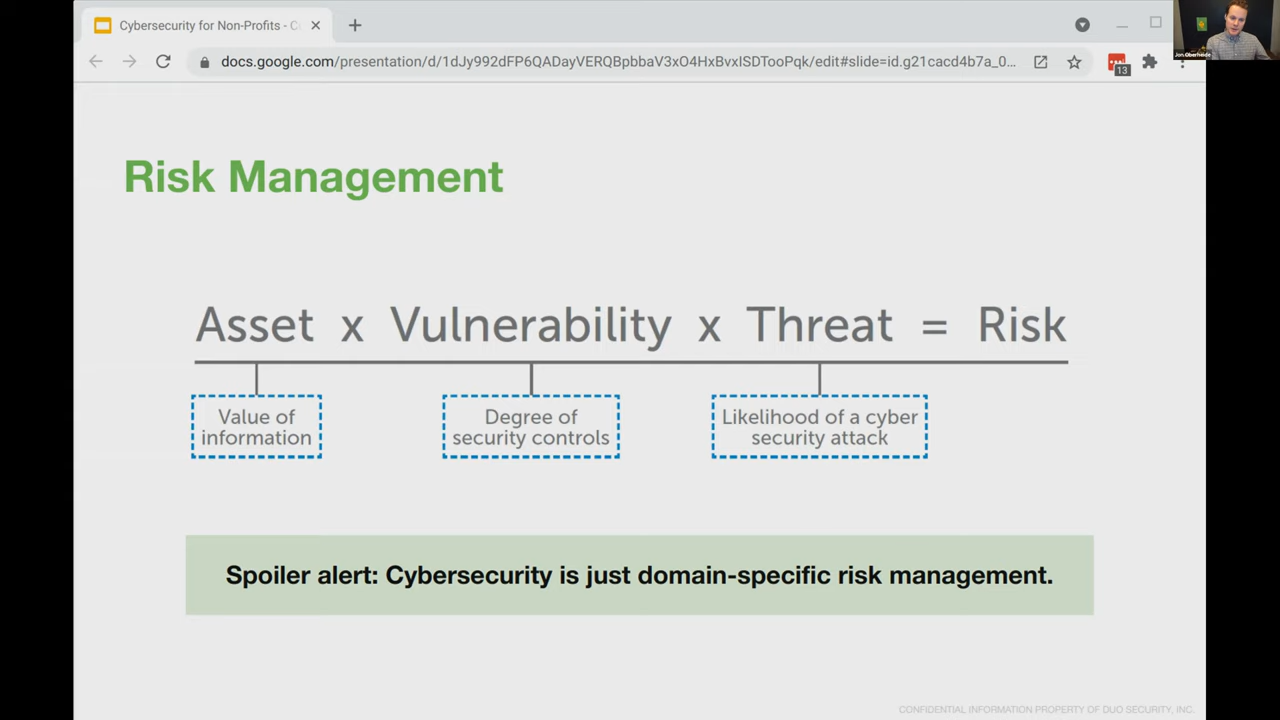 Cybersecurity for Non-Profits - C
docs.google.com/presentation/d/1dJy992dFP6QADayVERQBpbbaV3xO4HxBvxISDTooPqk/edit#slide=id.g21cacd4b7a_0...
13
Jon Oberheide
Risk Management
Asset x Vulnerability x Threat = Risk
Value of
information
Degree of
security controls
Likelihood of a cyber
security attack
Spoiler alert: Cybersecurity is just domain-specific risk management.
CONFIDENTIAL INFORMATION PROPERTY OF DUO SECURITY, INC.